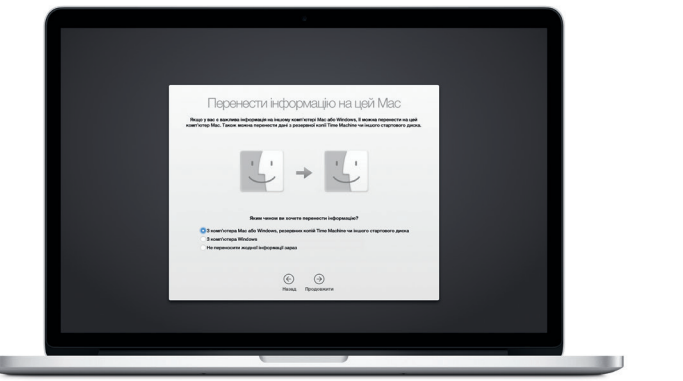 Перенести інформацію на цей Mac
Якщо у вас є важлива інформація на іншому комп'ютері Mac або Windows, її можна перенести на цей
комп'ютер Mac. Також можна перенести дані з резервної копії Time Machine чи іншого стартового диска.
Яким чином ви хочете перенести інформацію?
З комп'ютера Mac або Windows, резервних копій Time Machine чи іншого стартового диска
З комп'ютера Windows
Не переносити жодної інформації зараз
Назад Продовжити